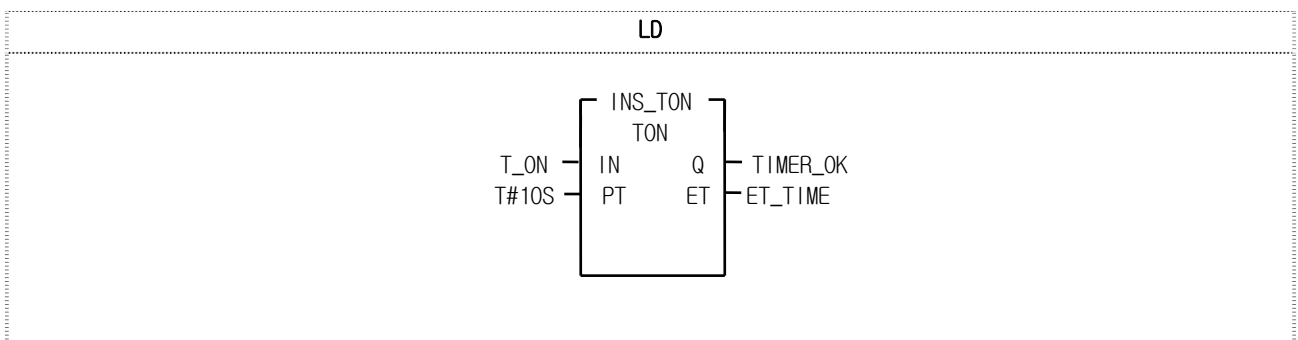 LD
INS_TON
TON
T_ON IN Q TIMER_OK
T#10S PT ET ET_TIME